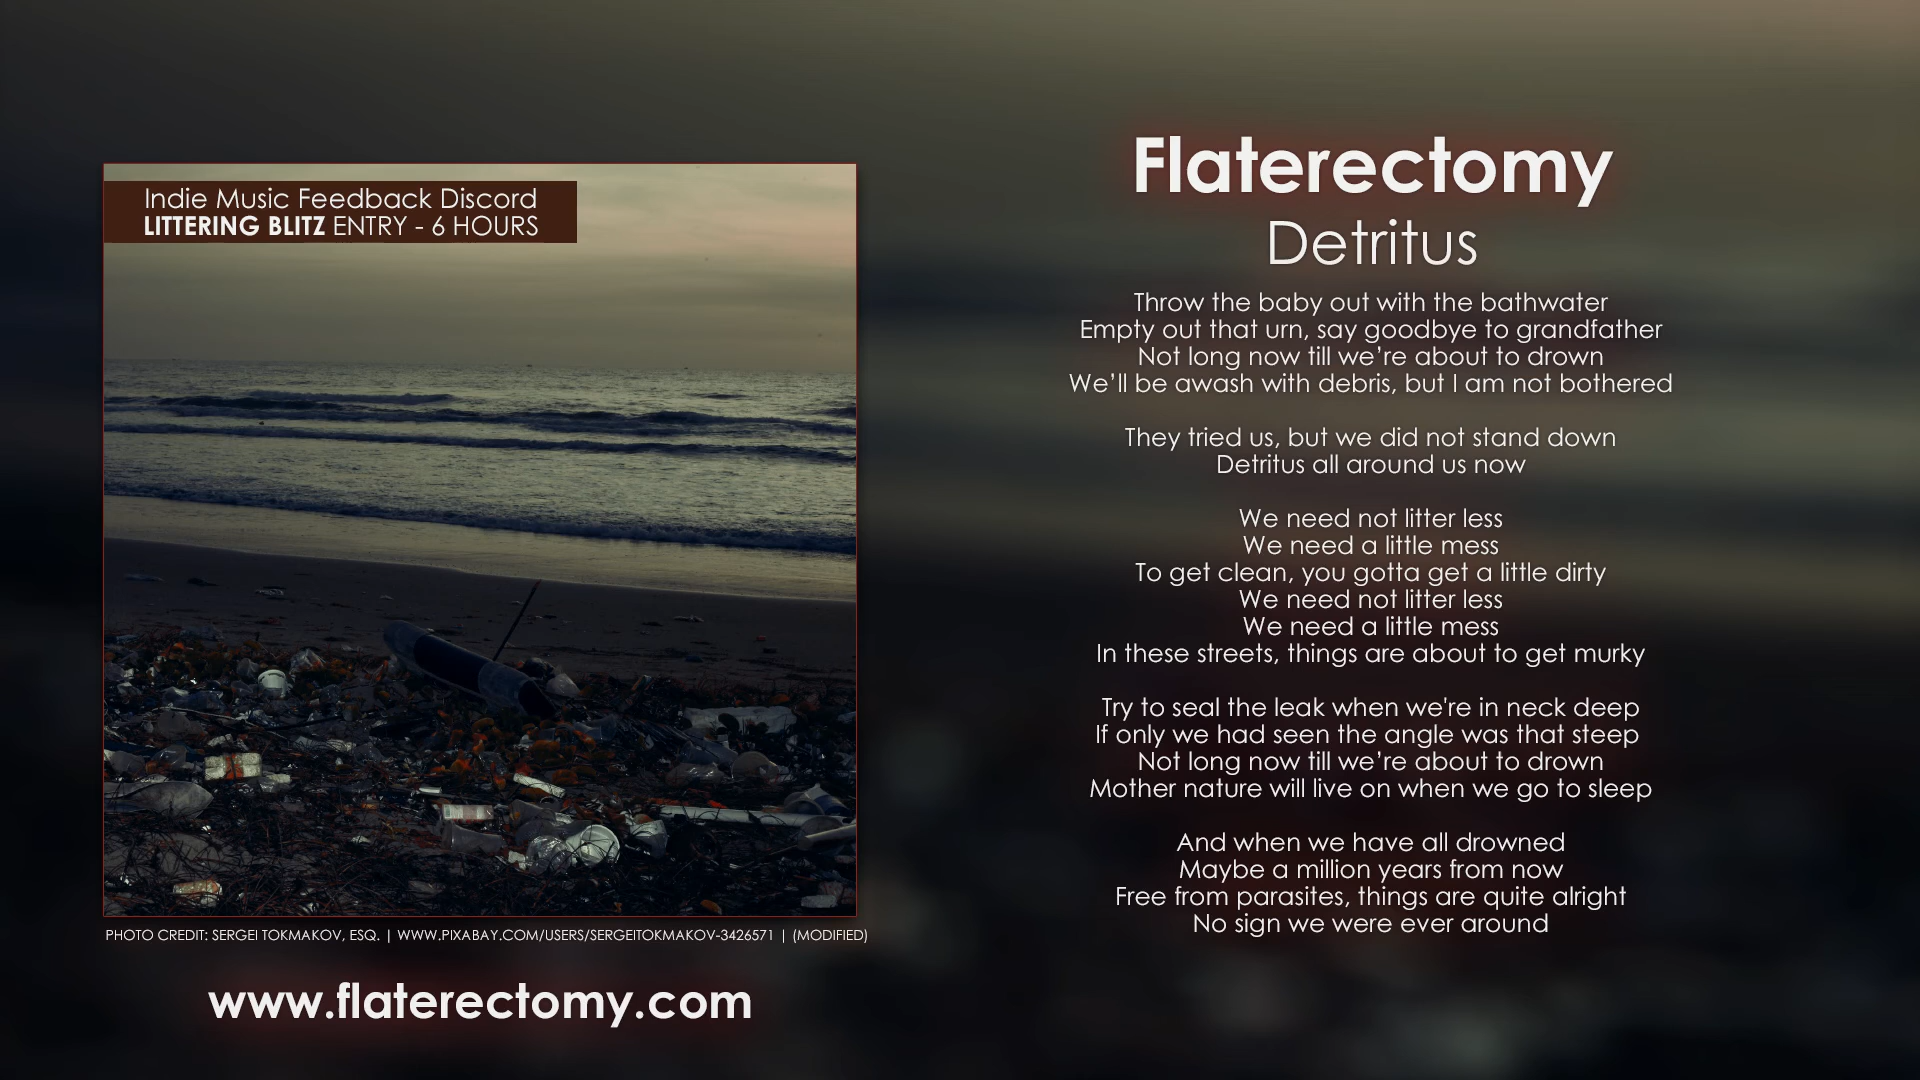 Indie Music Feedback Discord
LITTERING BLITZ ENTRY - 6 HOURS
PHOTO CREDIT: SERGEI TOKMAKOV, ESQ. | WWW.PIXABAY.COM/USERS/SERGEITOKMAKOV-3426571 | (MODIFIED)
www.flaterectomy.com
Flaterectomy
Detritus
Throw the baby out with the bathwater
Empty out that urn, say goodbye to grandfather
Not long now till we’re about to drown
We’ll be awash with debris, but I am not bothered
They tried us, but we did not stand down
Detritus all around us now
We need not litter less
We need a little mess
To get clean, you gotta get a little dirty
We need not litter less
We need a little mess
In these streets, things are about to get murky
Try to seal the leak when we're in neck deep
If only we had seen the angle was that steep
Not long now till we’re about to drown
Mother nature will live on when we go to sleep
And when we have all drowned
Maybe a million years from now
Free from parasites, things are quite alright
No sign we were ever around